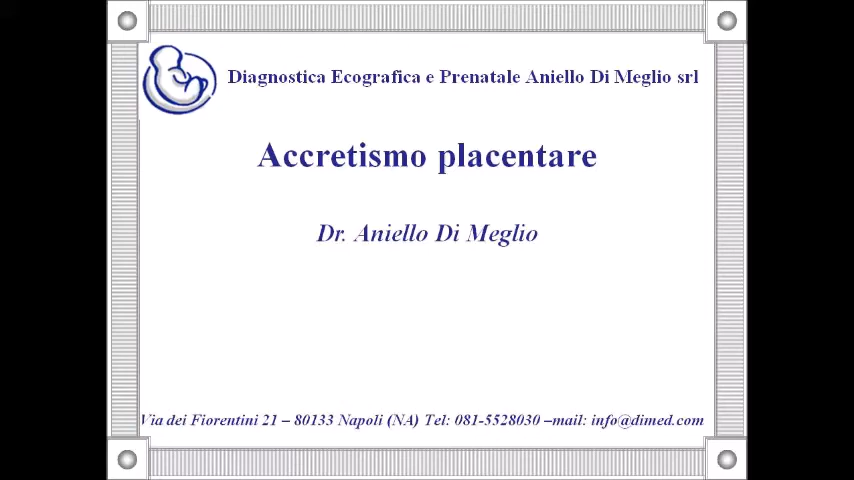 Diagnostica Ecografica e Prenatale Aniello Di Meglio srl
Accretismo placentare
Dr. Aniello Di Meglio
Via dei Fiorentini 21 – 80133 Napoli (NA) Tel: 081-5528030 –mail: info@dimed.com